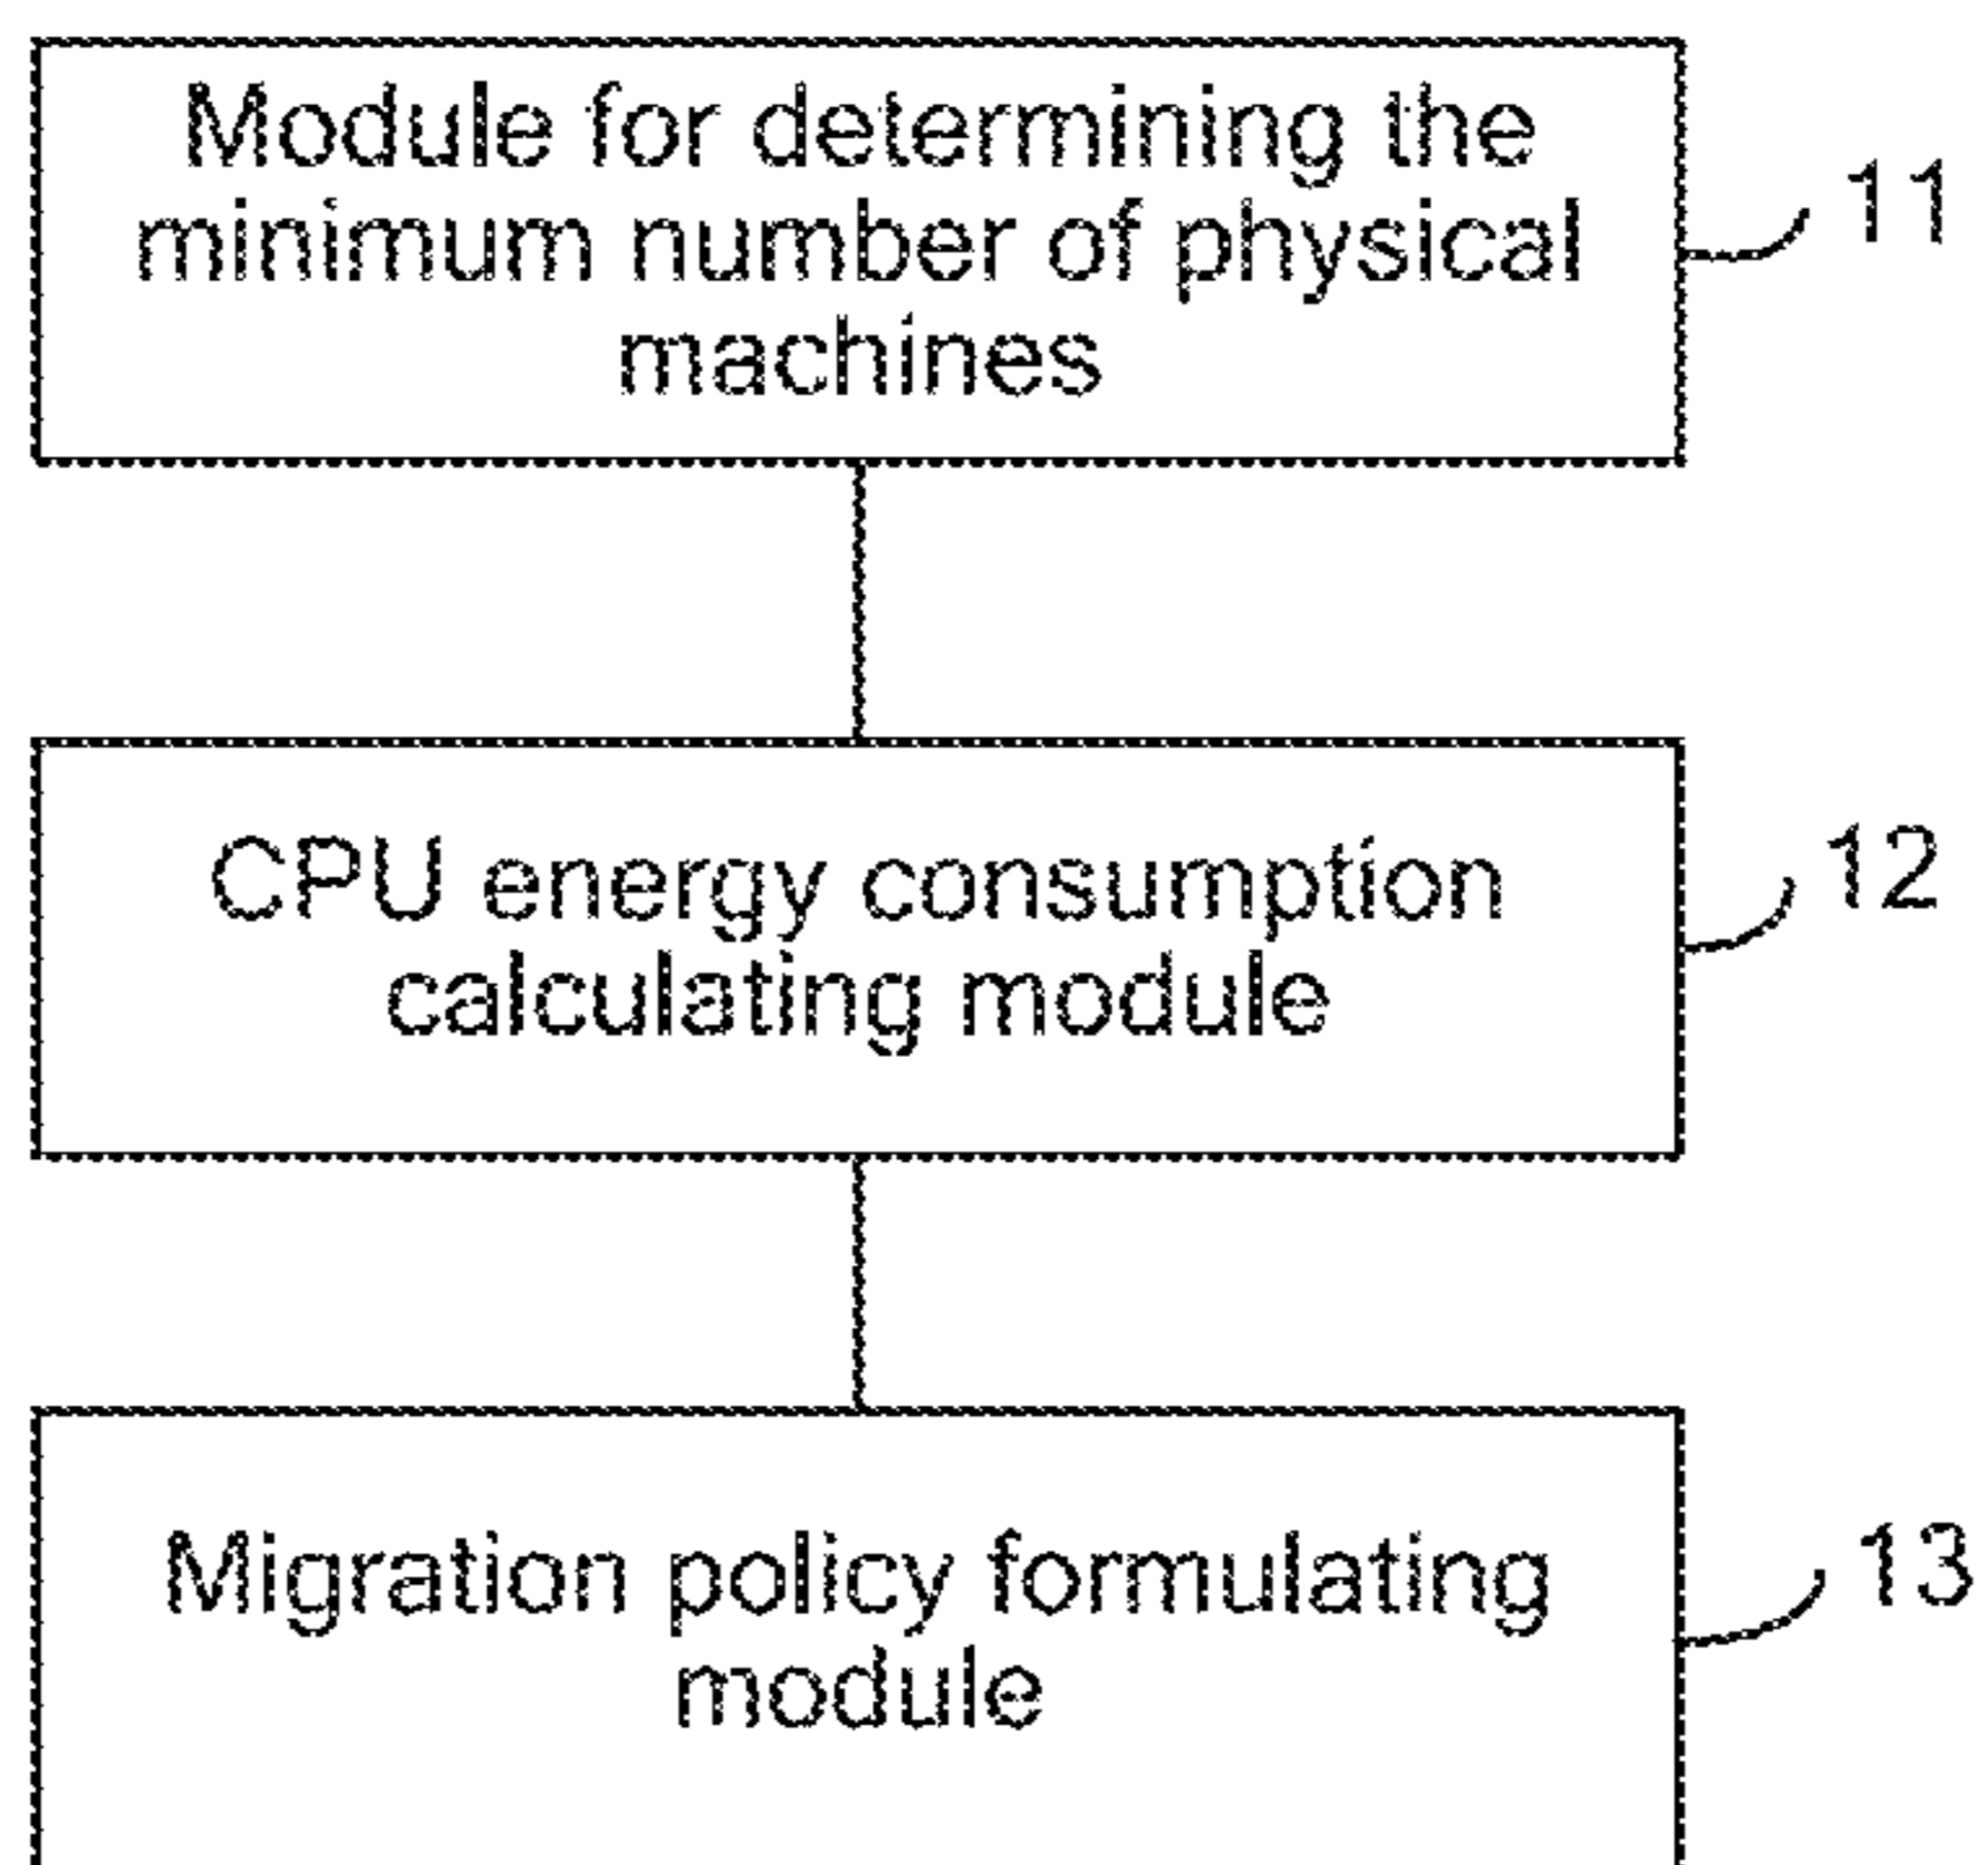 Module for determining the
minimum number of physical
machines
11
CPU energy consumption
calculating module
12
Migration policy formulating
module
13